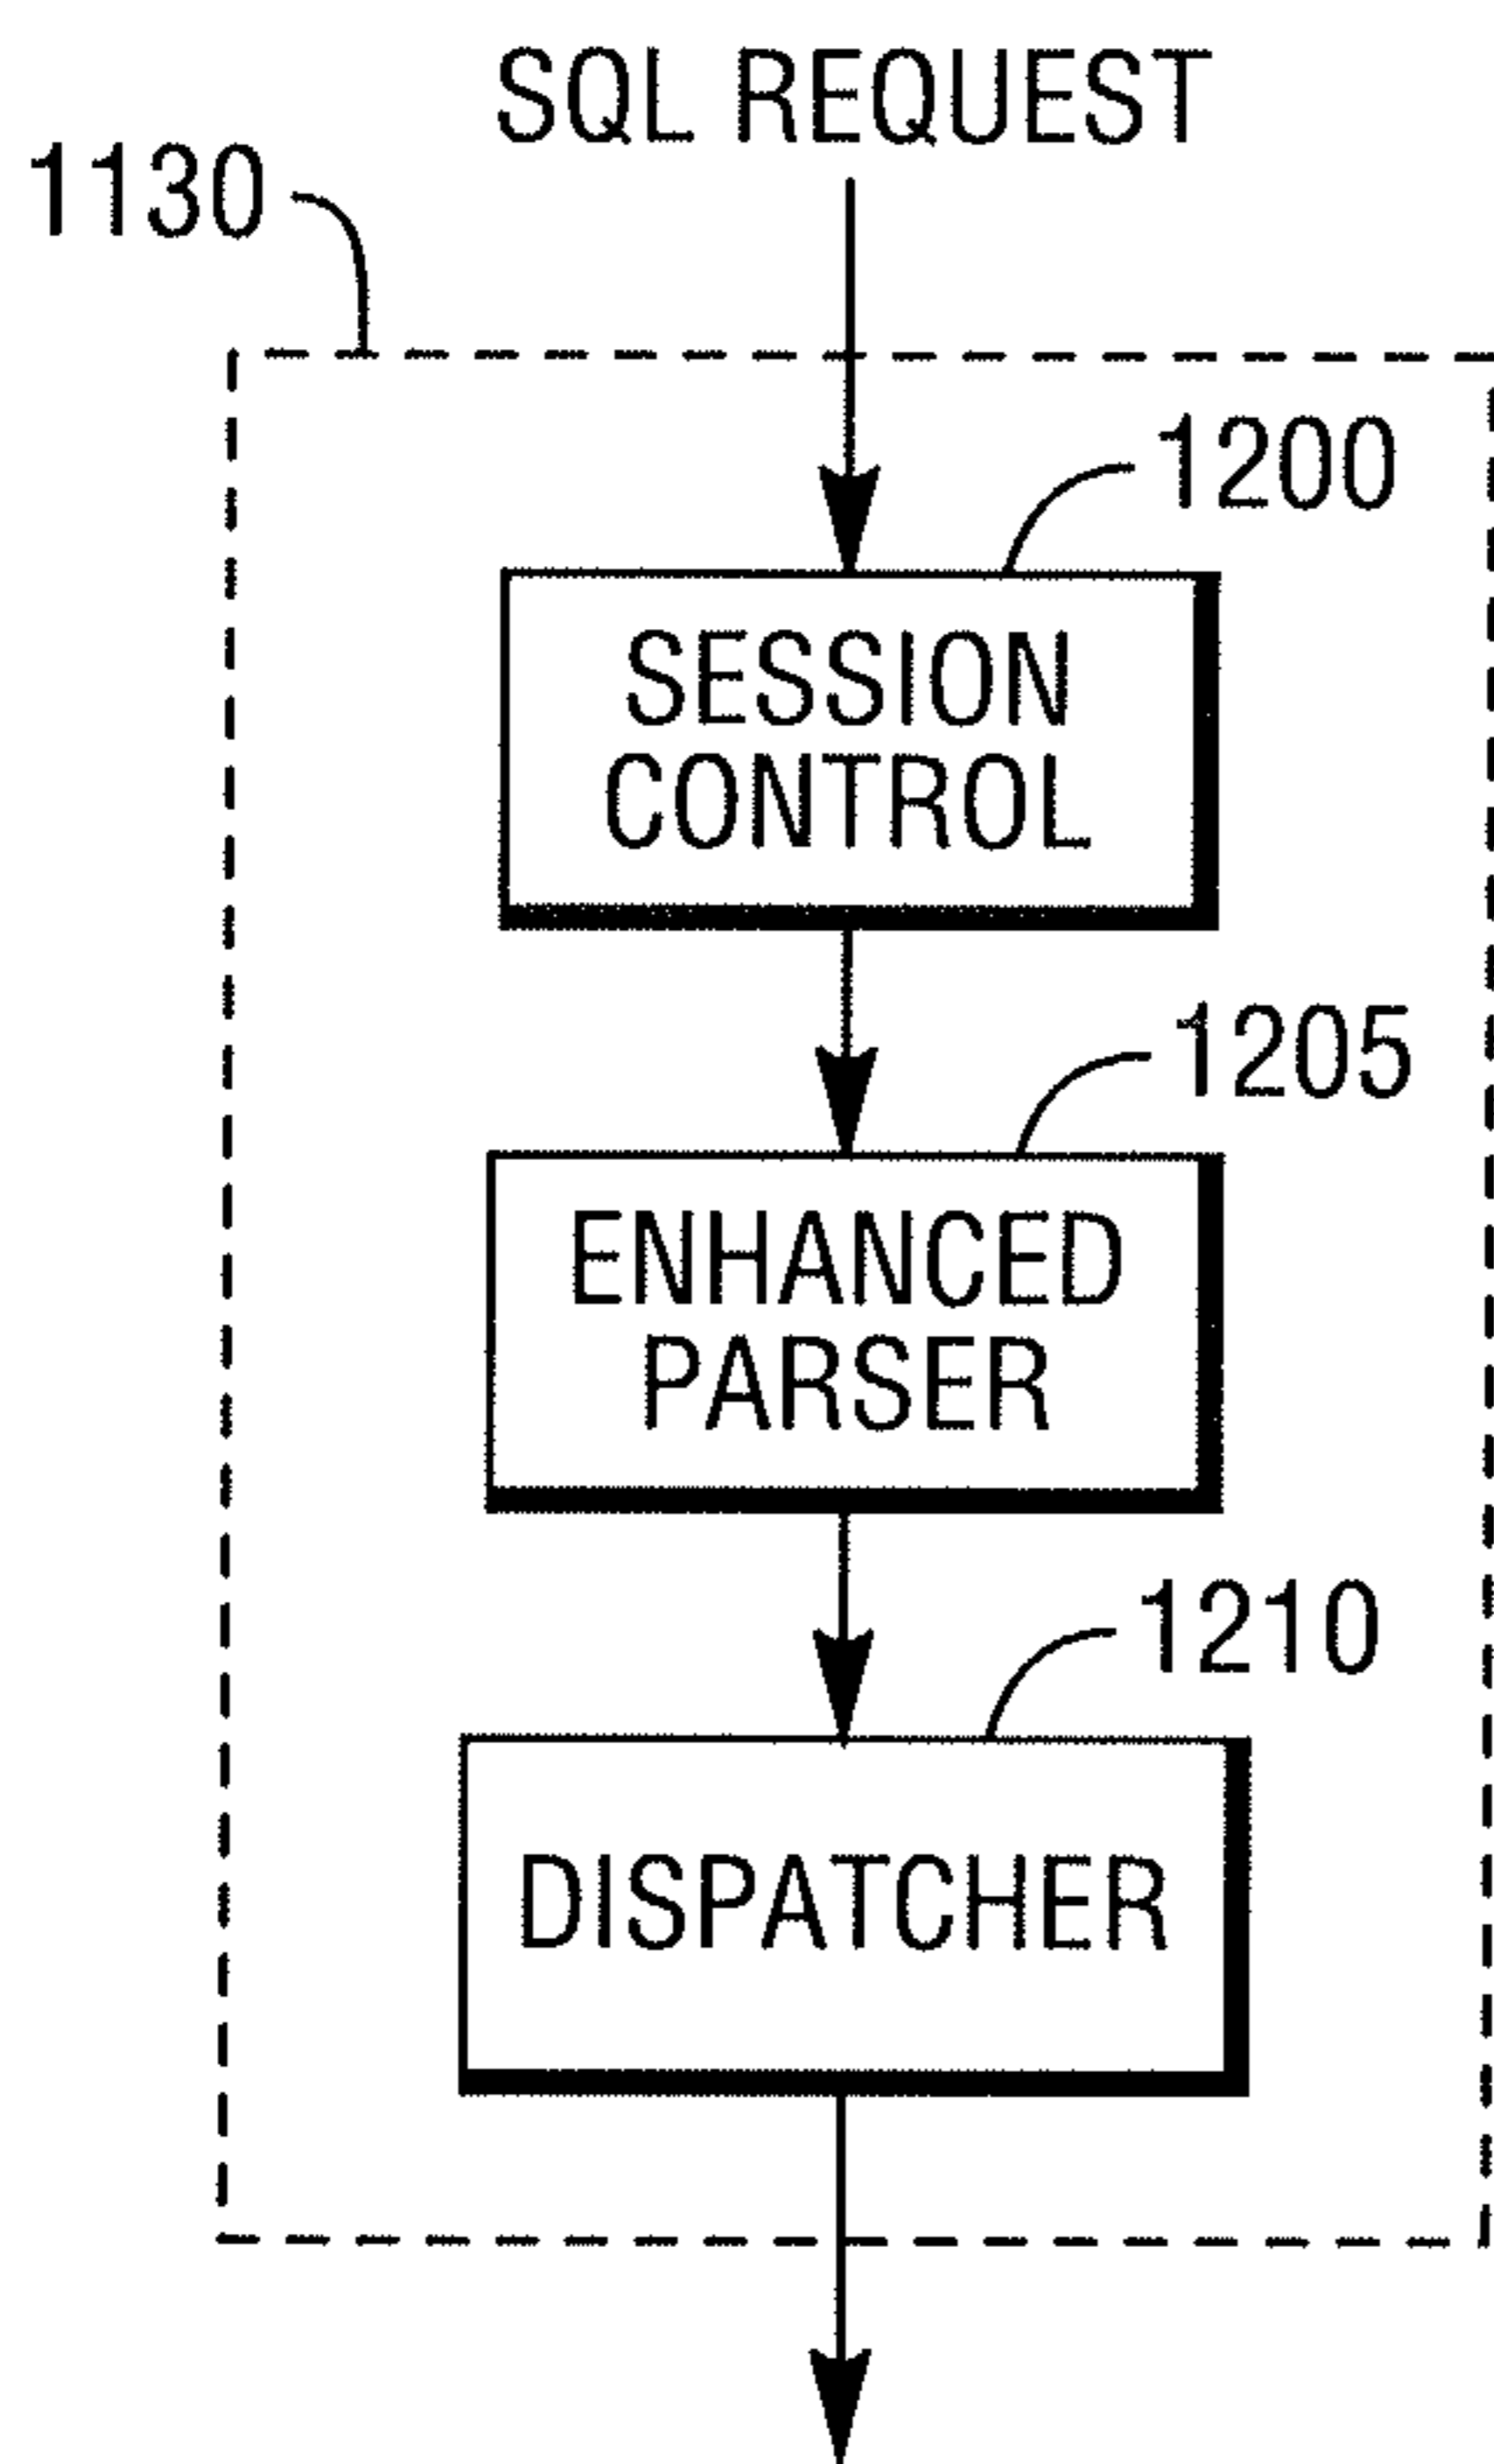 SQL REQUEST
1130
1200
SESSION
CONTROL
1205
ENHANCED
PARSER
1210
DISPATCHER